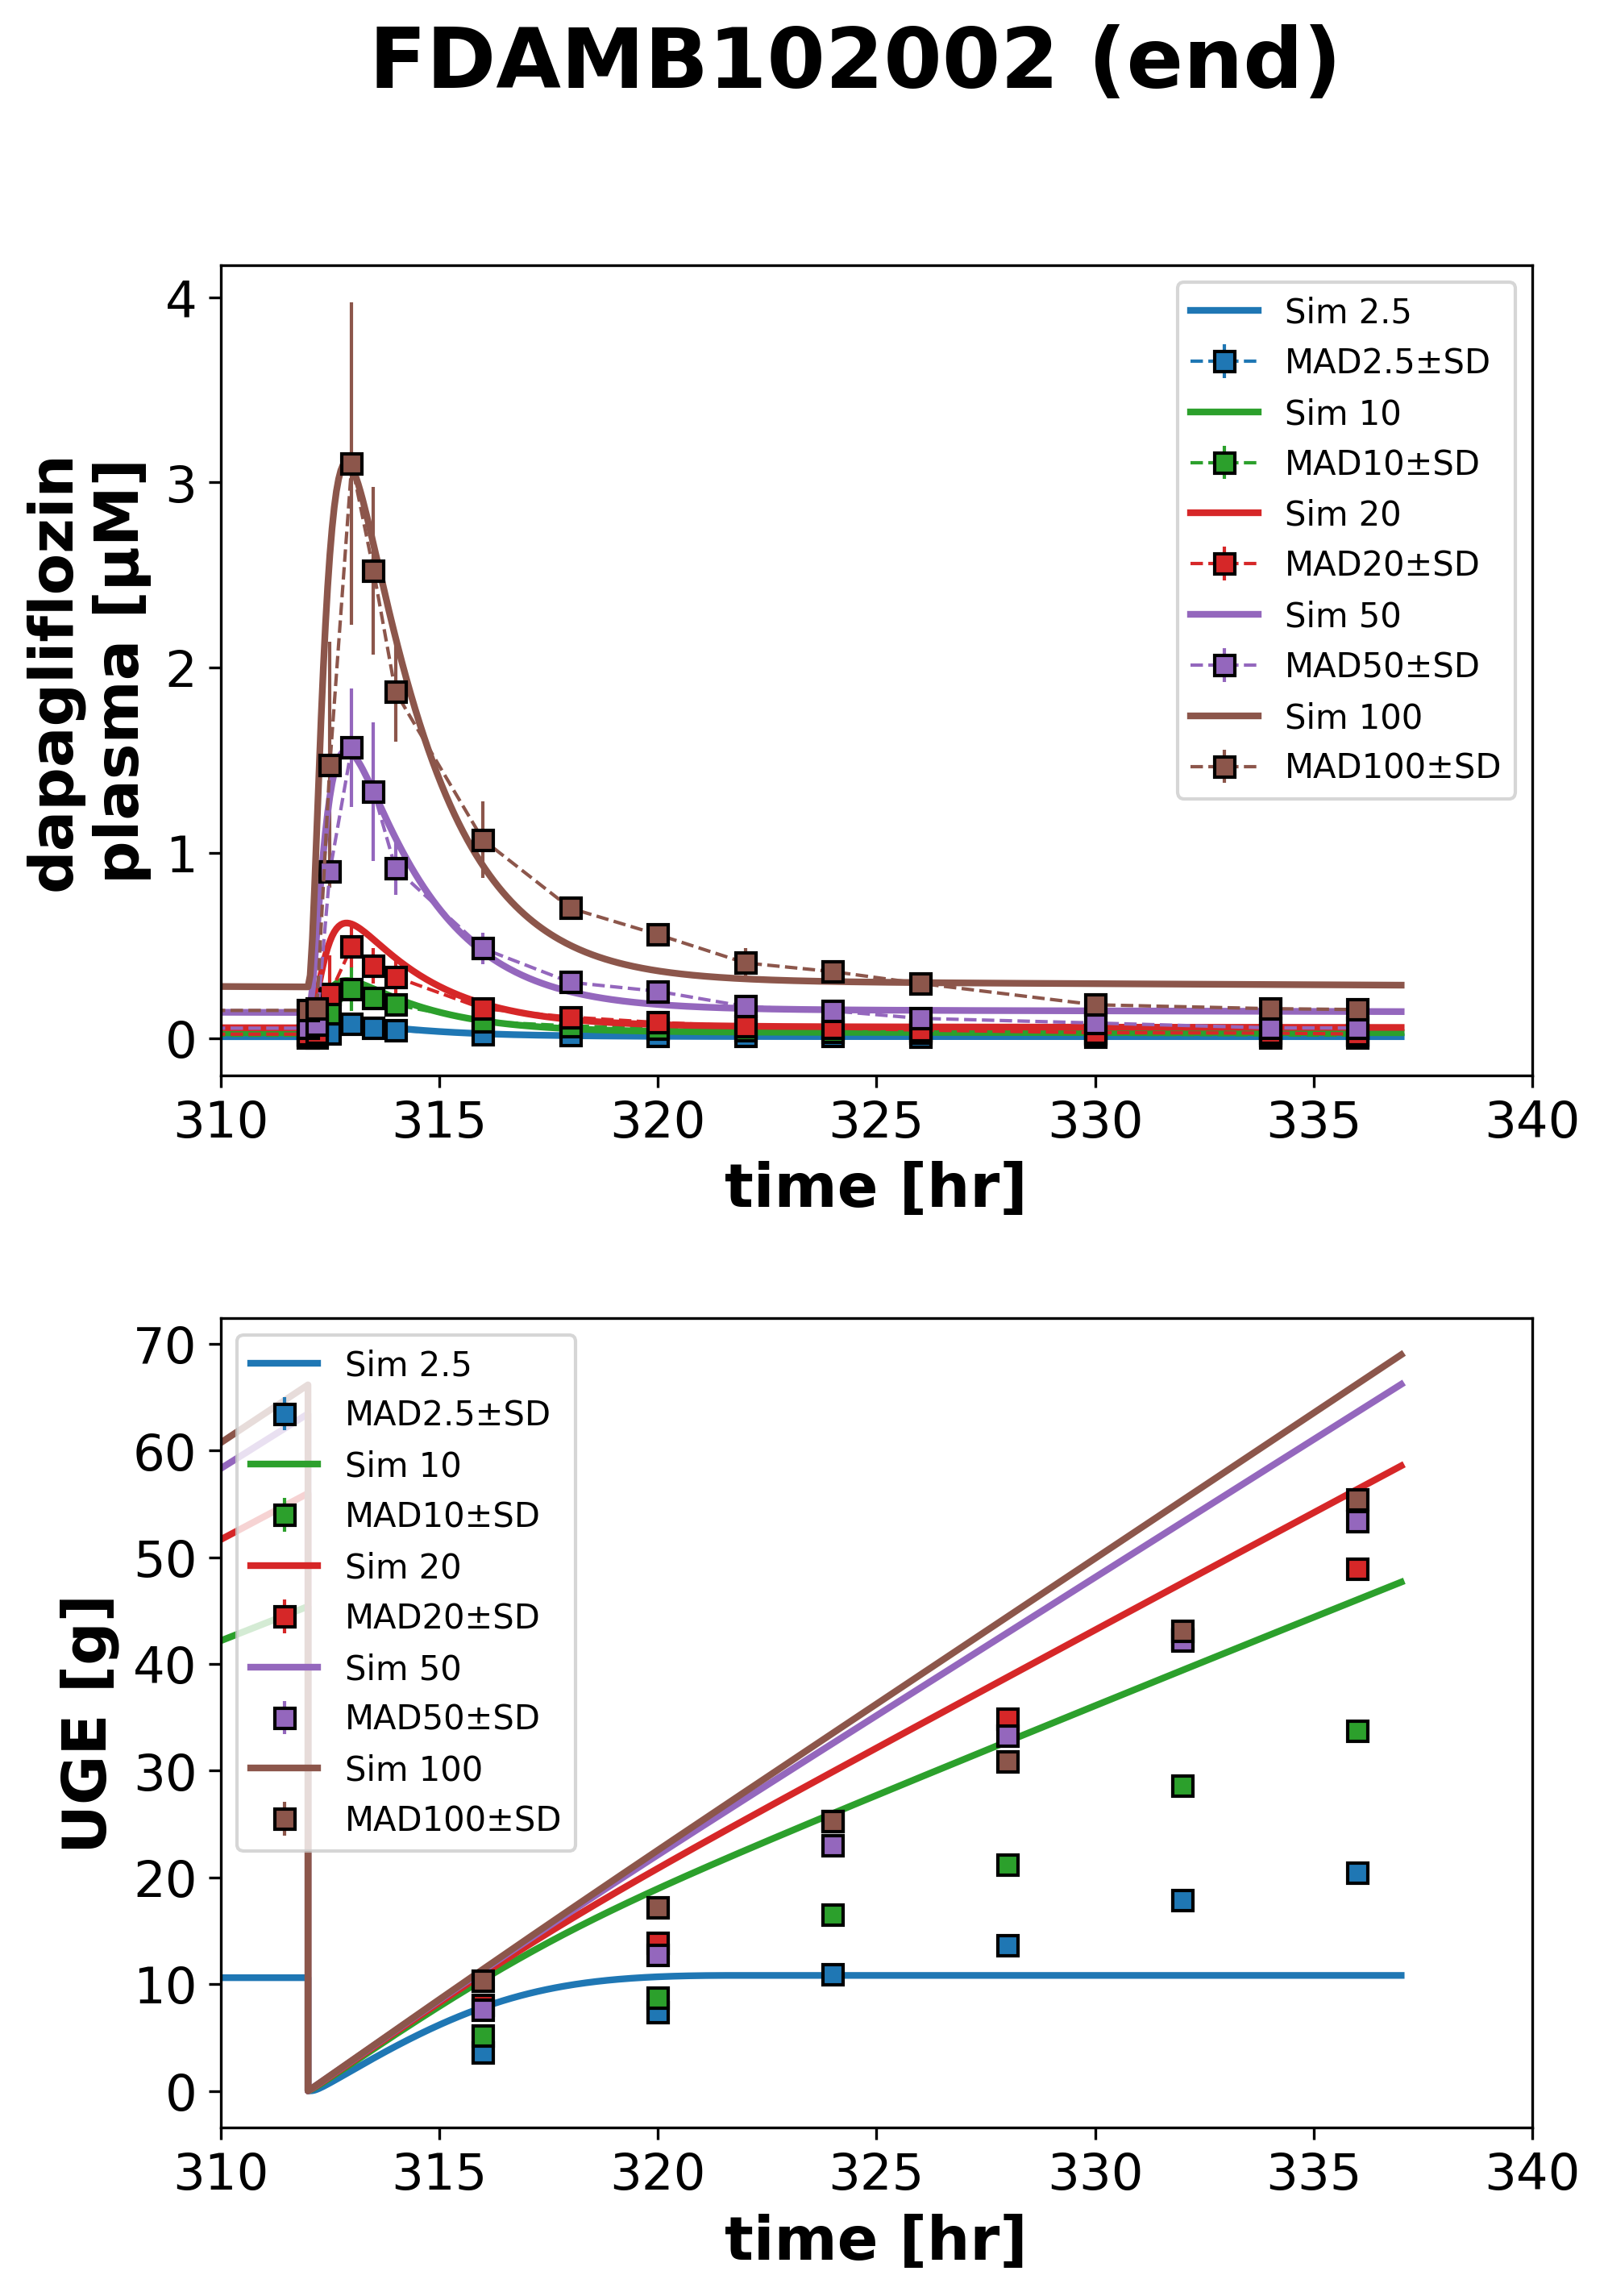 FDAMB102002 (end)
dapagliflozin
plasma [µM]
4
3
2
1
0
Sim 2.5
MAD2.5±SD
Sim 10
MAD10±SD
Sim 20
MAD20±SD
Sim 50
MAD50±SD
Sim 100
MAD100±SD
310 315 320 325 330 335 340
time [hr]
UGE [g]
70
60
50
40
30
20
10
0
Sim 2.5
MAD2.5±SD
Sim 10
MAD10±SD
Sim 20
MAD20±SD
Sim 50
MAD50±SD
Sim 100
MAD100±SD
310 315 320 325 330 335 340
time [hr]